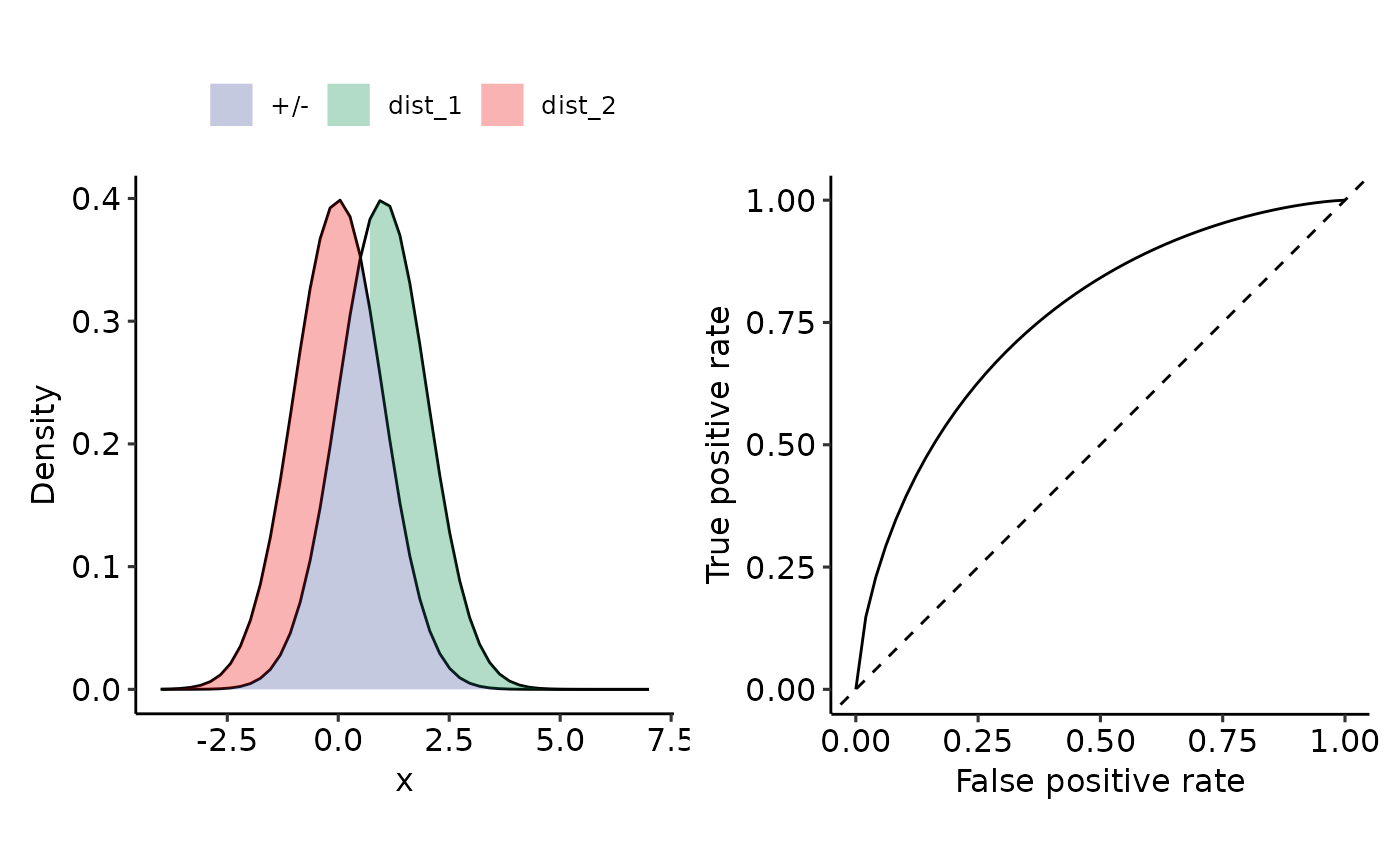 +/- dist_1 dist_2
0.4
0.3
0.2
0.1
0.0
Density
-2.5 0.0 2.5 5.0 7.5
x
1.00
0.75
0.50
0.25
0.00
True positive rate
0.00 0.25 0.50 0.75 1.00
False positive rate